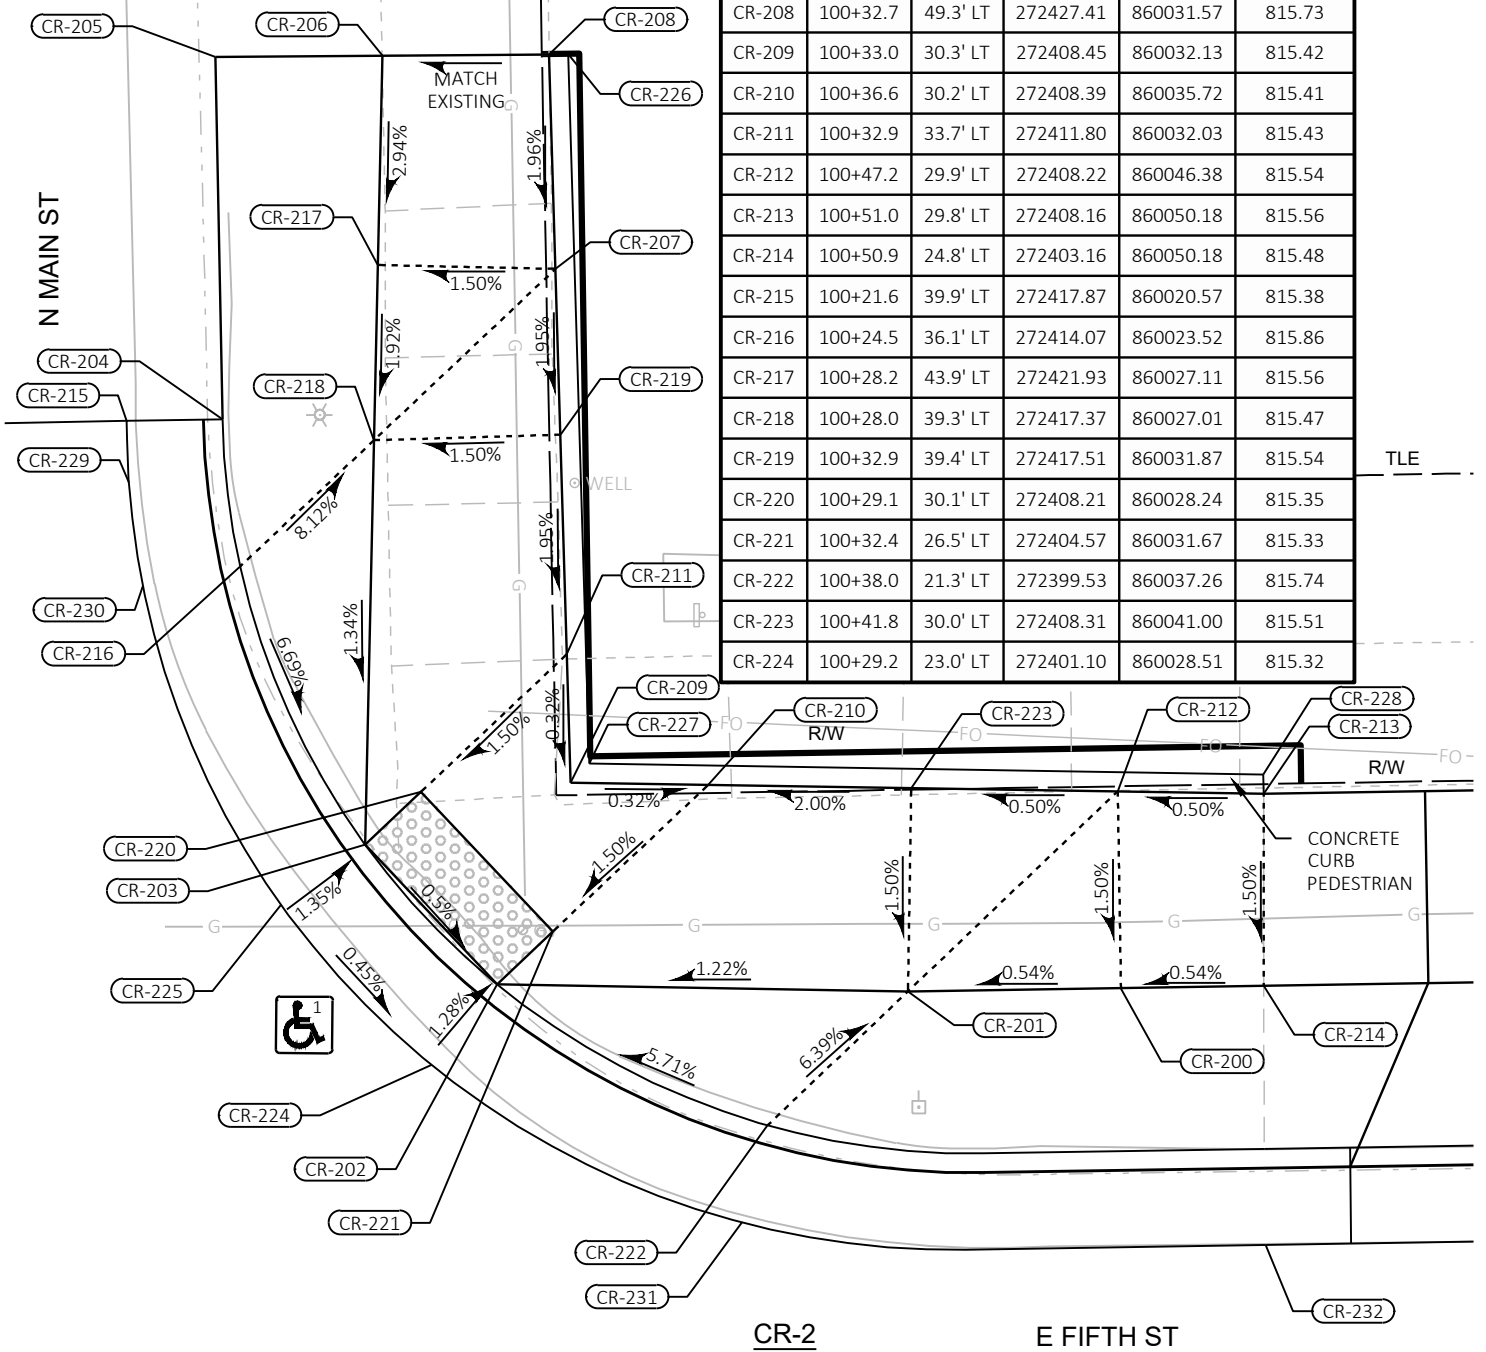 CR-205
CR-206
CR-208
MATCH
EXISTING
CR-226
G
2.94%
1.96%
N MAIN ST
CR-217
CR-207
1.50%
1.92%
1.95%
G
CR-204
CR-215
CR-218
CR-219
CR-229
1.50%
WELL
8.12%
1.95%
G
CR-211
CR-230
CR-216
1.34%
6.69%
CR-208 100+32.7 49.3' LT 272427.41 860031.57 815.73
CR-209 100+33.0 30.3' LT 272408.45 860032.13 815.42
CR-210 100+36.6 30.2' LT 272408.39 860035.72 815.41
CR-211 100+32.9 33.7' LT 272411.80 860032.03 815.43
CR-212 100+47.2 29.9' LT 272408.22 860046.38 815.54
CR-213 100+51.0 29.8' LT 272408.16 860050.18 815.56
CR-214 100+50.9 24.8' LT 272403.16 860050.18 815.48
CR-215 100+21.6 39.9' LT 272417.87 860020.57 815.38
CR-216 100+24.5 36.1' LT 272414.07 860023.52 815.86
CR-217 100+28.2 43.9' LT 272421.93 860027.11 815.56
CR-218 100+28.0 39.3' LT 272417.37 860027.01 815.47
CR-219 100+32.9 39.4' LT 272417.51 860031.87 815.54
CR-220 100+29.1 30.1' LT 272408.21 860028.24 815.35
CR-221 100+32.4 26.5' LT 272404.57 860031.67 815.33
CR-222 100+38.0 21.3' LT 272399.53 860037.26 815.74
CR-223 100+41.8 30.0' LT 272408.31 860041.00 815.51
CR-224 100+29.2 23.0' LT 272401.10 860028.51 815.32
TLE
CR-209
CR-228
CR-227
CR-210
CR-223
CR-212
CR-213
R/W
FO
FO
FO
FO
R/W
1.50%
0.32%
0.32%
2.00%
0.50%
0.50%
CONCRETE
CURB
PEDESTRIAN
CR-220
CR-203
1.50%
1.35%
0.5%
1.50%
1.50%
1.50%
G
G
G
G
G
CR-225
0.45%
1.22%
0.54%
0.54%
1
1.28%
CR-201
CR-214
CR-200
6.39%
5.71%
CR-224
CR-202
CR-221
CR-222
CR-231
CR-232
CR-2
E FIFTH ST